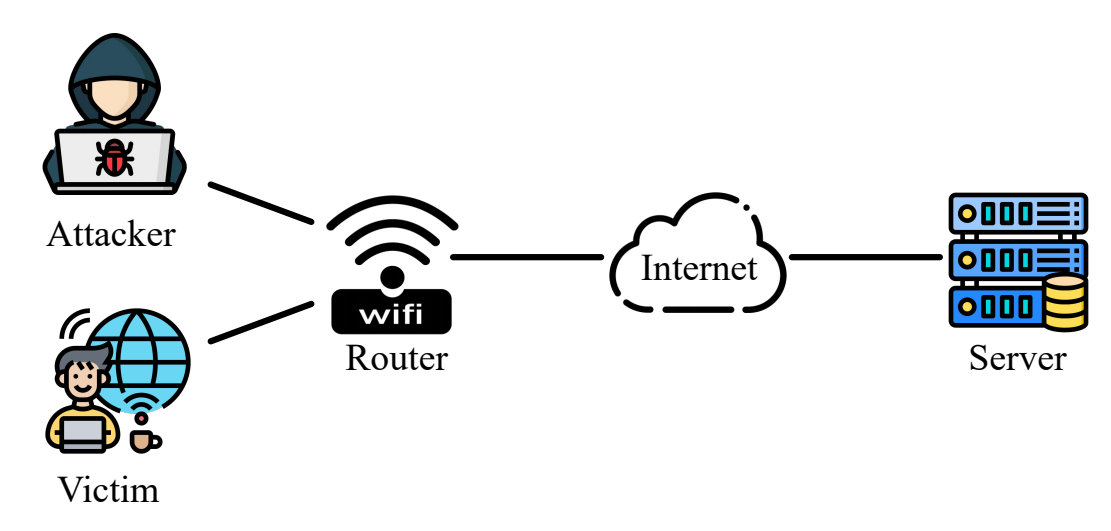 Attacker
Victim
wifi
Router
Internet
Server